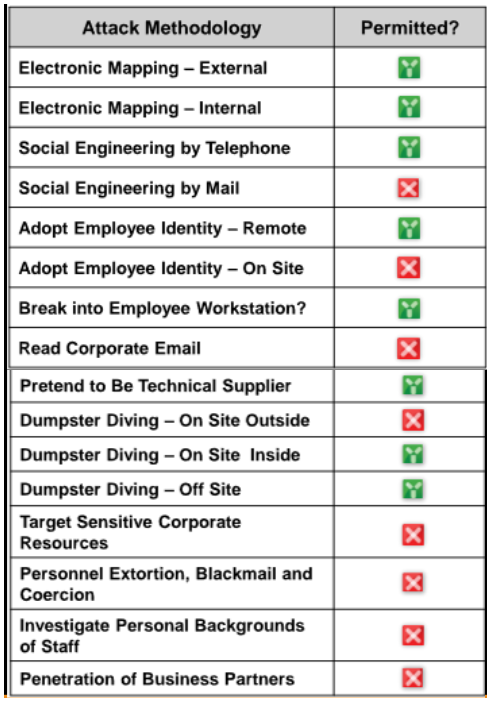 Attack Methodology Permitted?
Electronic Mapping – External
Electronic Mapping – Internal
Social Engineering by Telephone
Social Engineering by Mail
Adopt Employee Identity – Remote
Adopt Employee Identity – On Site
Break into Employee Workstation?
Read Corporate Email
Pretend to Be Technical Supplier
Dumpster Diving – On Site Outside
Dumpster Diving – On Site  Inside
Dumpster Diving – Off Site
Target Sensitive Corporate
Resources
Personnel Extortion, Blackmail and
Coercion
Investigate Personal Backgrounds
of Staff
Penetration of Business Partners